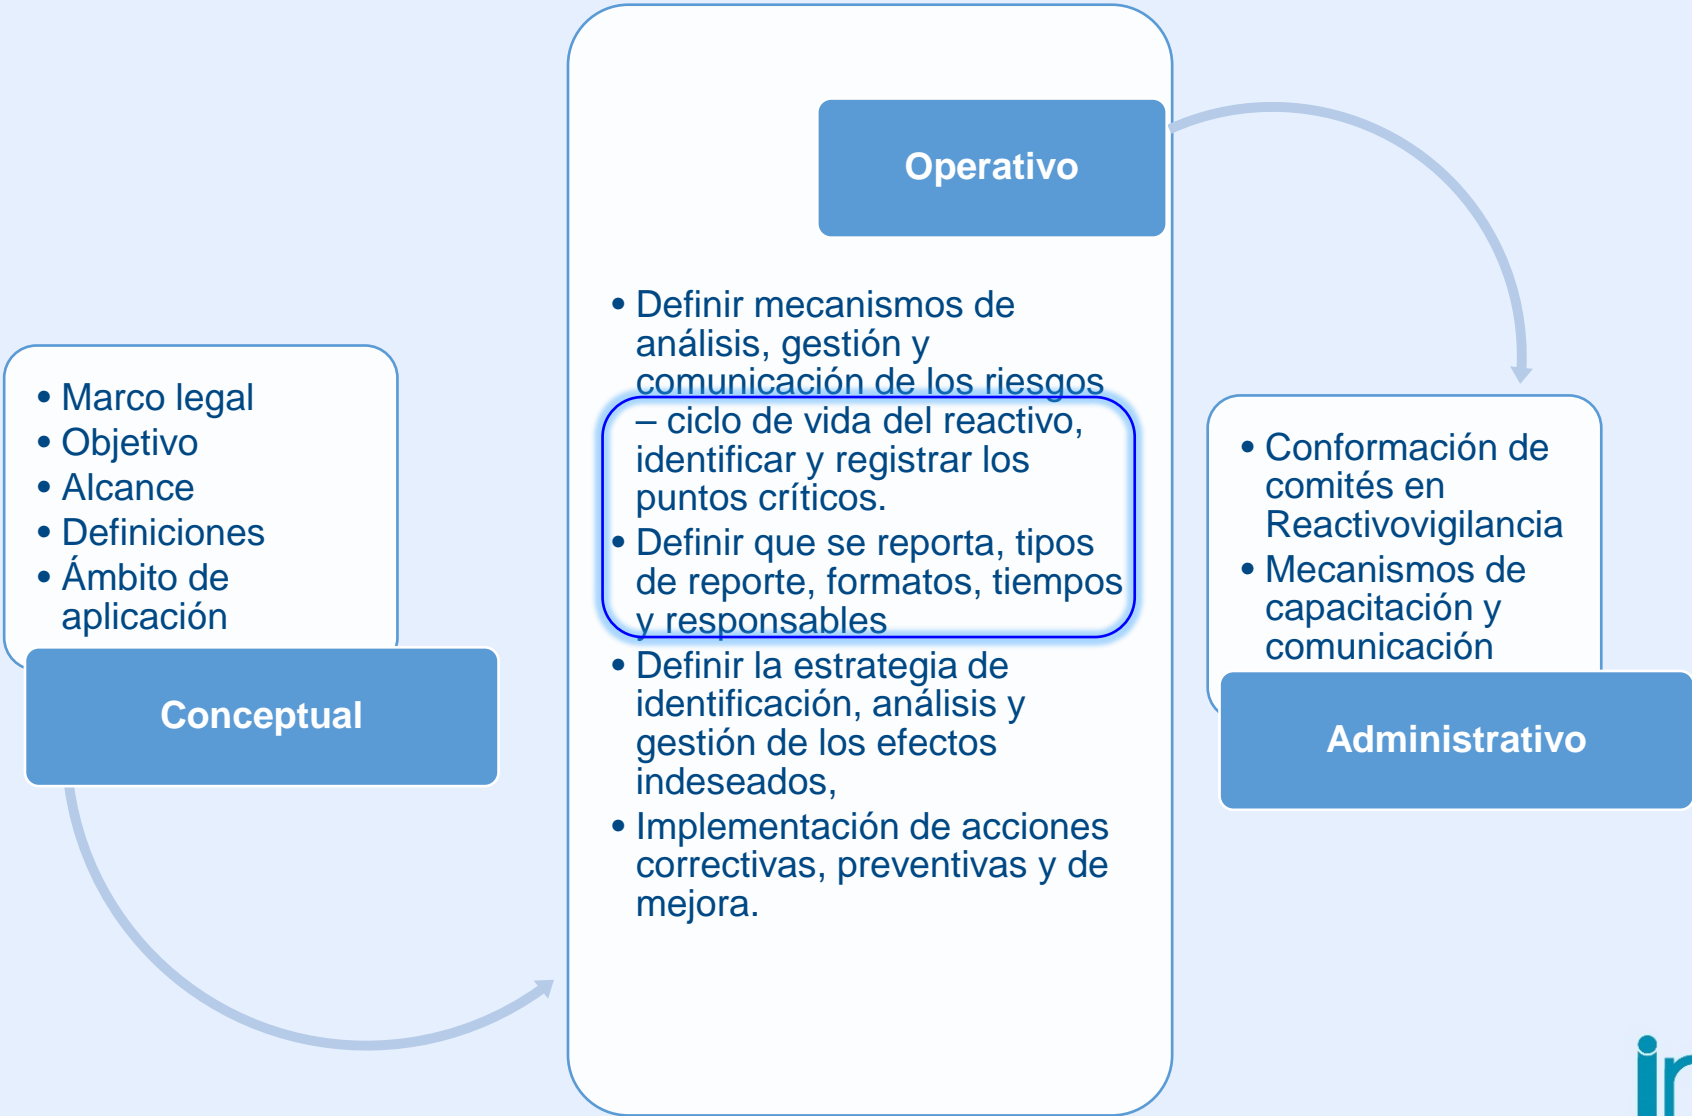 • Marco legal
• Objetivo
• Alcance
• Definiciones
• Ámbito de
aplicación
Conceptual
Operativo
• Definir mecanismos de
análisis, gestión y
comunicación de los riesgos
– ciclo de vida del reactivo,
identificar y registrar los
puntos críticos.
• Definir que se reporta, tipos
de reporte, formatos, tiempos
y responsables
• Definir la estrategia de
identificación, análisis y
gestión de los efectos
indeseados,
• Implementación de acciones
correctivas, preventivas y de
mejora.
• Conformación de
comités en
Reactivovigilancia
• Mecanismos de
capacitación y
comunicación
Administrativo